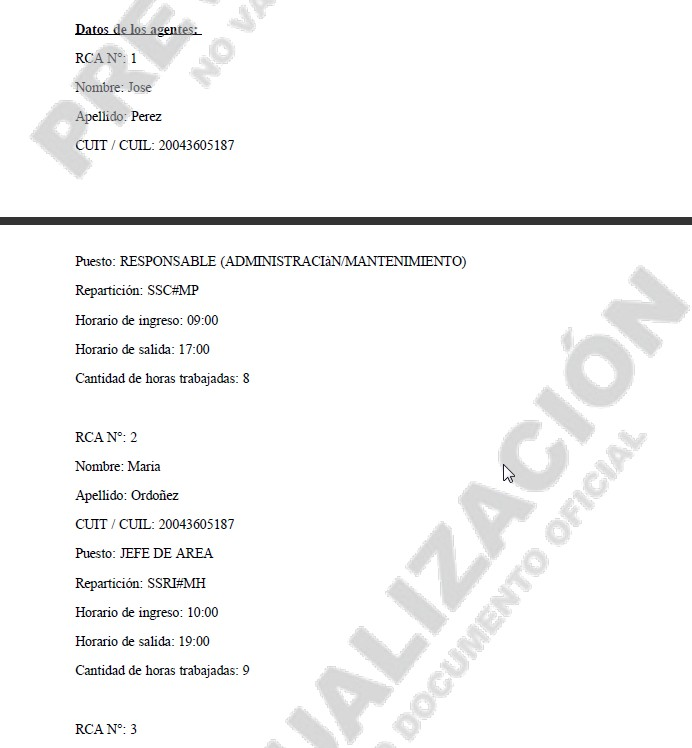 Datos de los agentes:
RCA N°: 1
Nombre: Jose
Apellido: Perez
CUIT / CUIL: 20043605187
Puesto: RESPONSABLE (ADMINISTRACIàN/MANTENIMIENTO)
Repartición: SSC#MP
Horario de ingreso: 09:00
Horario de salida: 17:00
Cantidad de horas trabajadas: 8
RCA N°: 2
Nombre: Maria
Apellido: Ordoñez
CUIT / CUIL: 20043605187
Puesto: JEFE DE AREA
Repartición: SSRI#MH
Horario de ingreso: 10:00
Horario de salida: 19:00
Cantidad de horas trabajadas: 9
RCA N°: 3
PREV
NO VA
UALIZACIÓN
O DOCUMENTO OFICIAL